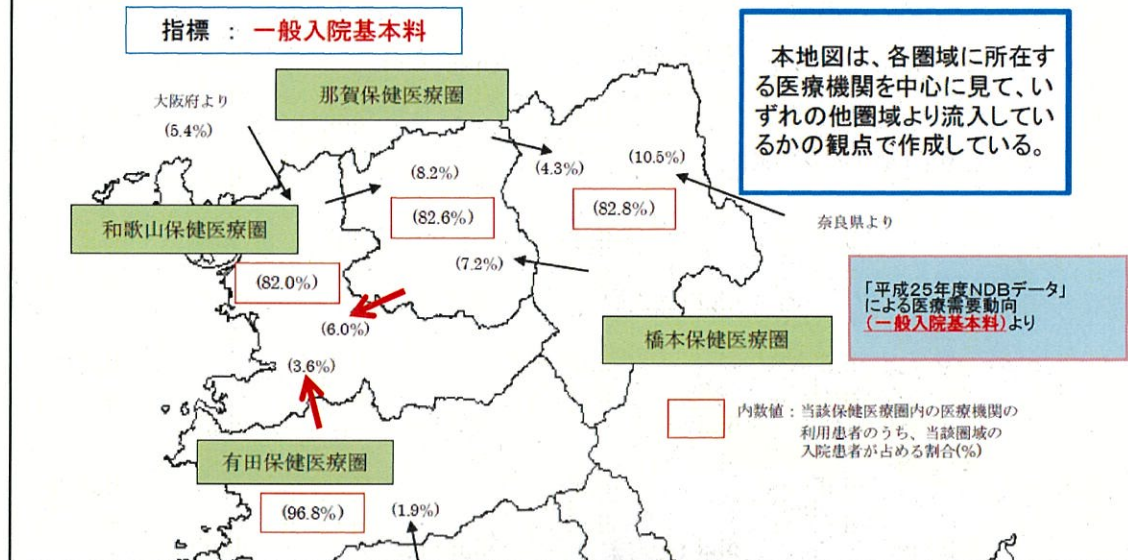 指標 : 一般入院基本料
本地図は、各圏域に所在す
る医療機関を中心に見て、い
ずれの他圏域より流入してい
るかの観点で作成している。
那賀保健医療圏
大阪府より
(5.4%)
(4.3%)
(10.5%)
(8.2%)
(82.6%)
(82.8%)
和歌山保健医療圏
奈良県より
(7.2%)
(82.0%)
「平成25年度NDBデータ」
による医療需要動向
(一般入院基本料)より
(6.0%)
橋本保健医療圏
(3.6%)
内数値:当該保健医療圏内の医療機関の
利用患者のうち、当該圏域の
入院患者が占める割合(%)
有田保健医療圏
(96.8%)
(1.9%)